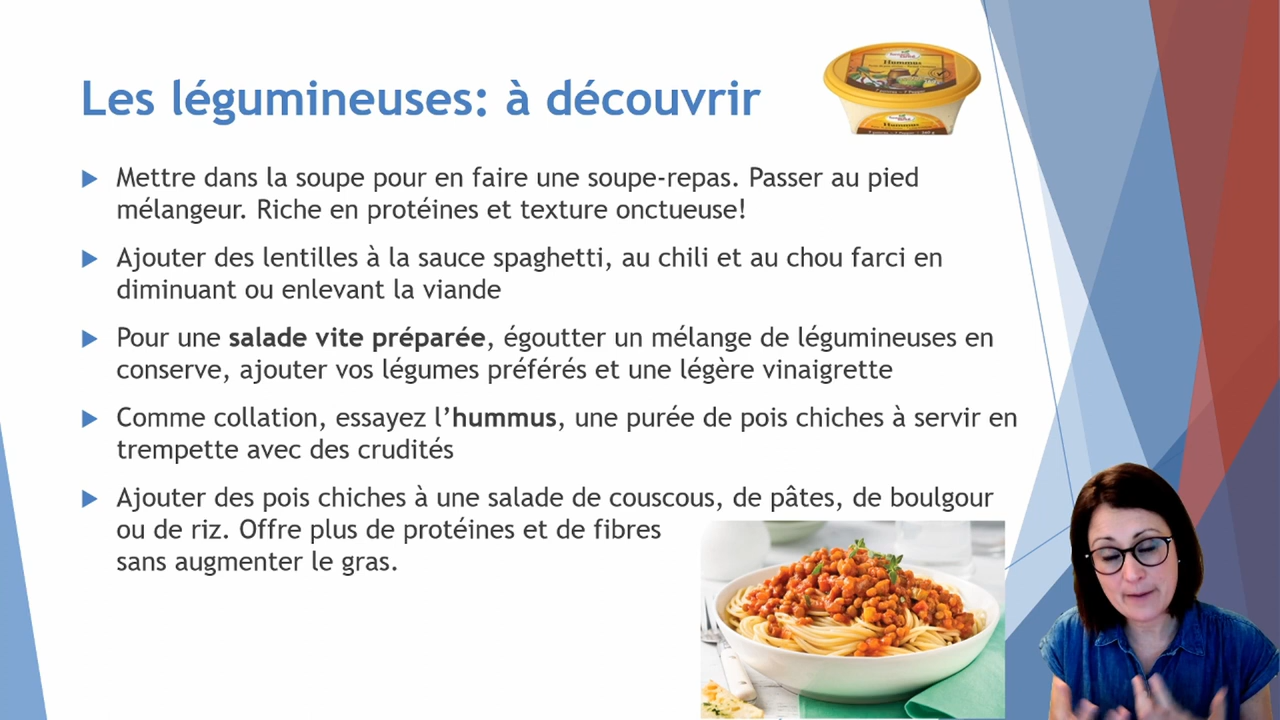 Les légumineuses: à découvrir
Hummus
Hummus
Mettre dans la soupe pour en faire une soupe-repas. Passer au pied
mélangeur. Riche en protéines et texture onctueuse!
Ajouter des lentilles à la sauce spaghetti, au chili et au chou farci en
diminuant ou enlevant la viande
Pour une salade vite préparée, égoutter un mélange de légumineuses en
conserve, ajouter vos légumes préférés et une légère vinaigrette
Comme collation, essayez l’hummus, une purée de pois chiches à servir en
trempette avec des crudités
Ajouter des pois chiches à une salade de couscous, de pâtes, de boulgour
ou de riz. Offre plus de protéines et de fibres
sans augmenter le gras.